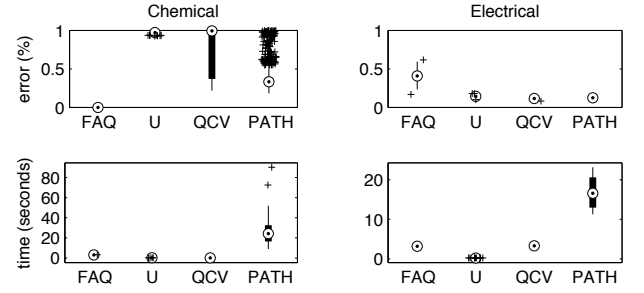 Chemical
Electrical
error (%)
1
0.5
0
FAQ U QCV PATH
1
0.5
0
FAQ U QCV PATH
time (seconds)
80
60
40
20
0
FAQ U QCV PATH
20
10
0
FAQ U QCV PATH